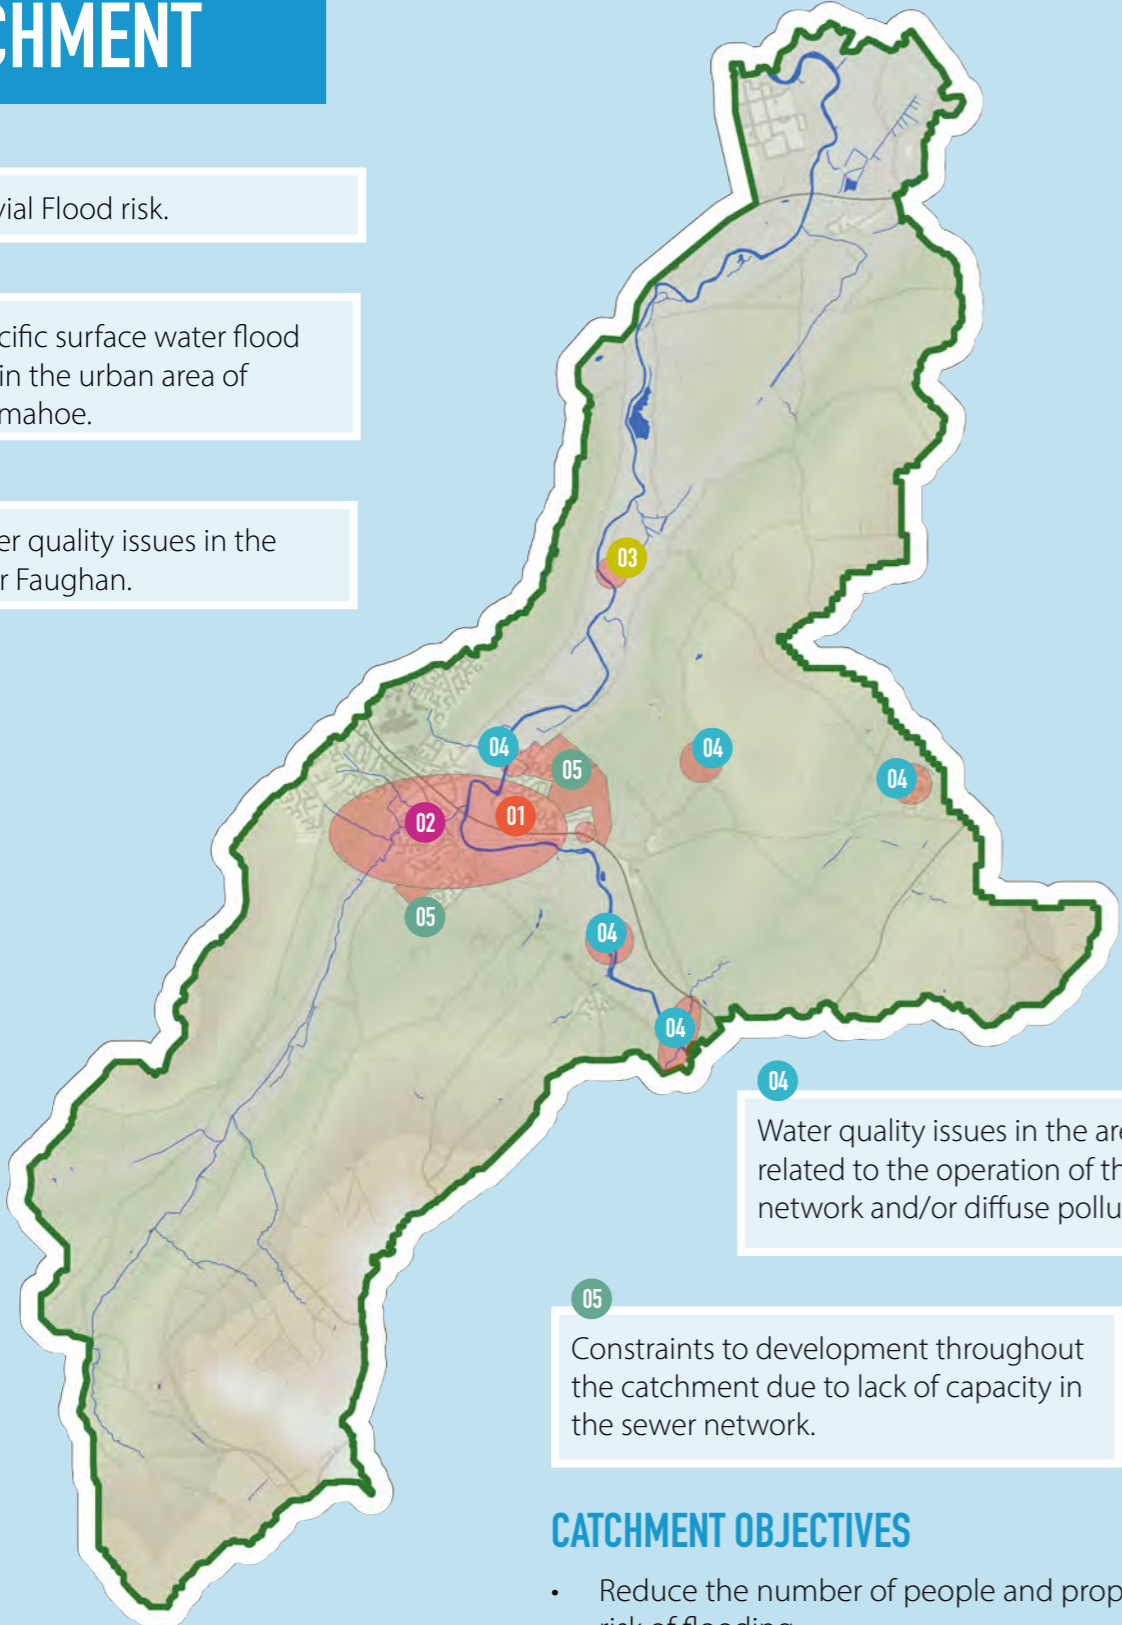 CHMENT
vial Flood risk.
cific surface water flood
in the urban area of
mahoe.
er quality issues in the
r Faughan.
03
04
05
04
04
02
01
05
04
04
04
Water quality issues in the are
related to the operation of th
network and/or diffuse pollu
05
Constraints to development throughout
the catchment due to lack of capacity in
the sewer network.
CATCHMENT OBJECTIVES
• Reduce the number of people and prop
risk of flooding